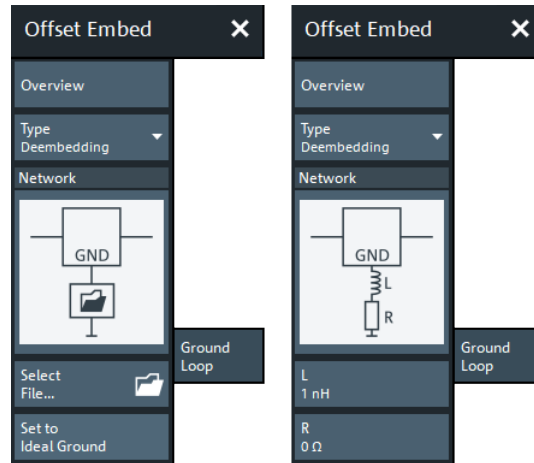 Offset Embed
Overview
Type
Deembedding
Network
GND
Select
File...
Set to
Ideal Ground
Ground
Loop
Offset Embed
Overview
Type
Deembedding
Network
GND
L
R
L
1 nH
R
0 Ω
Ground
Loop